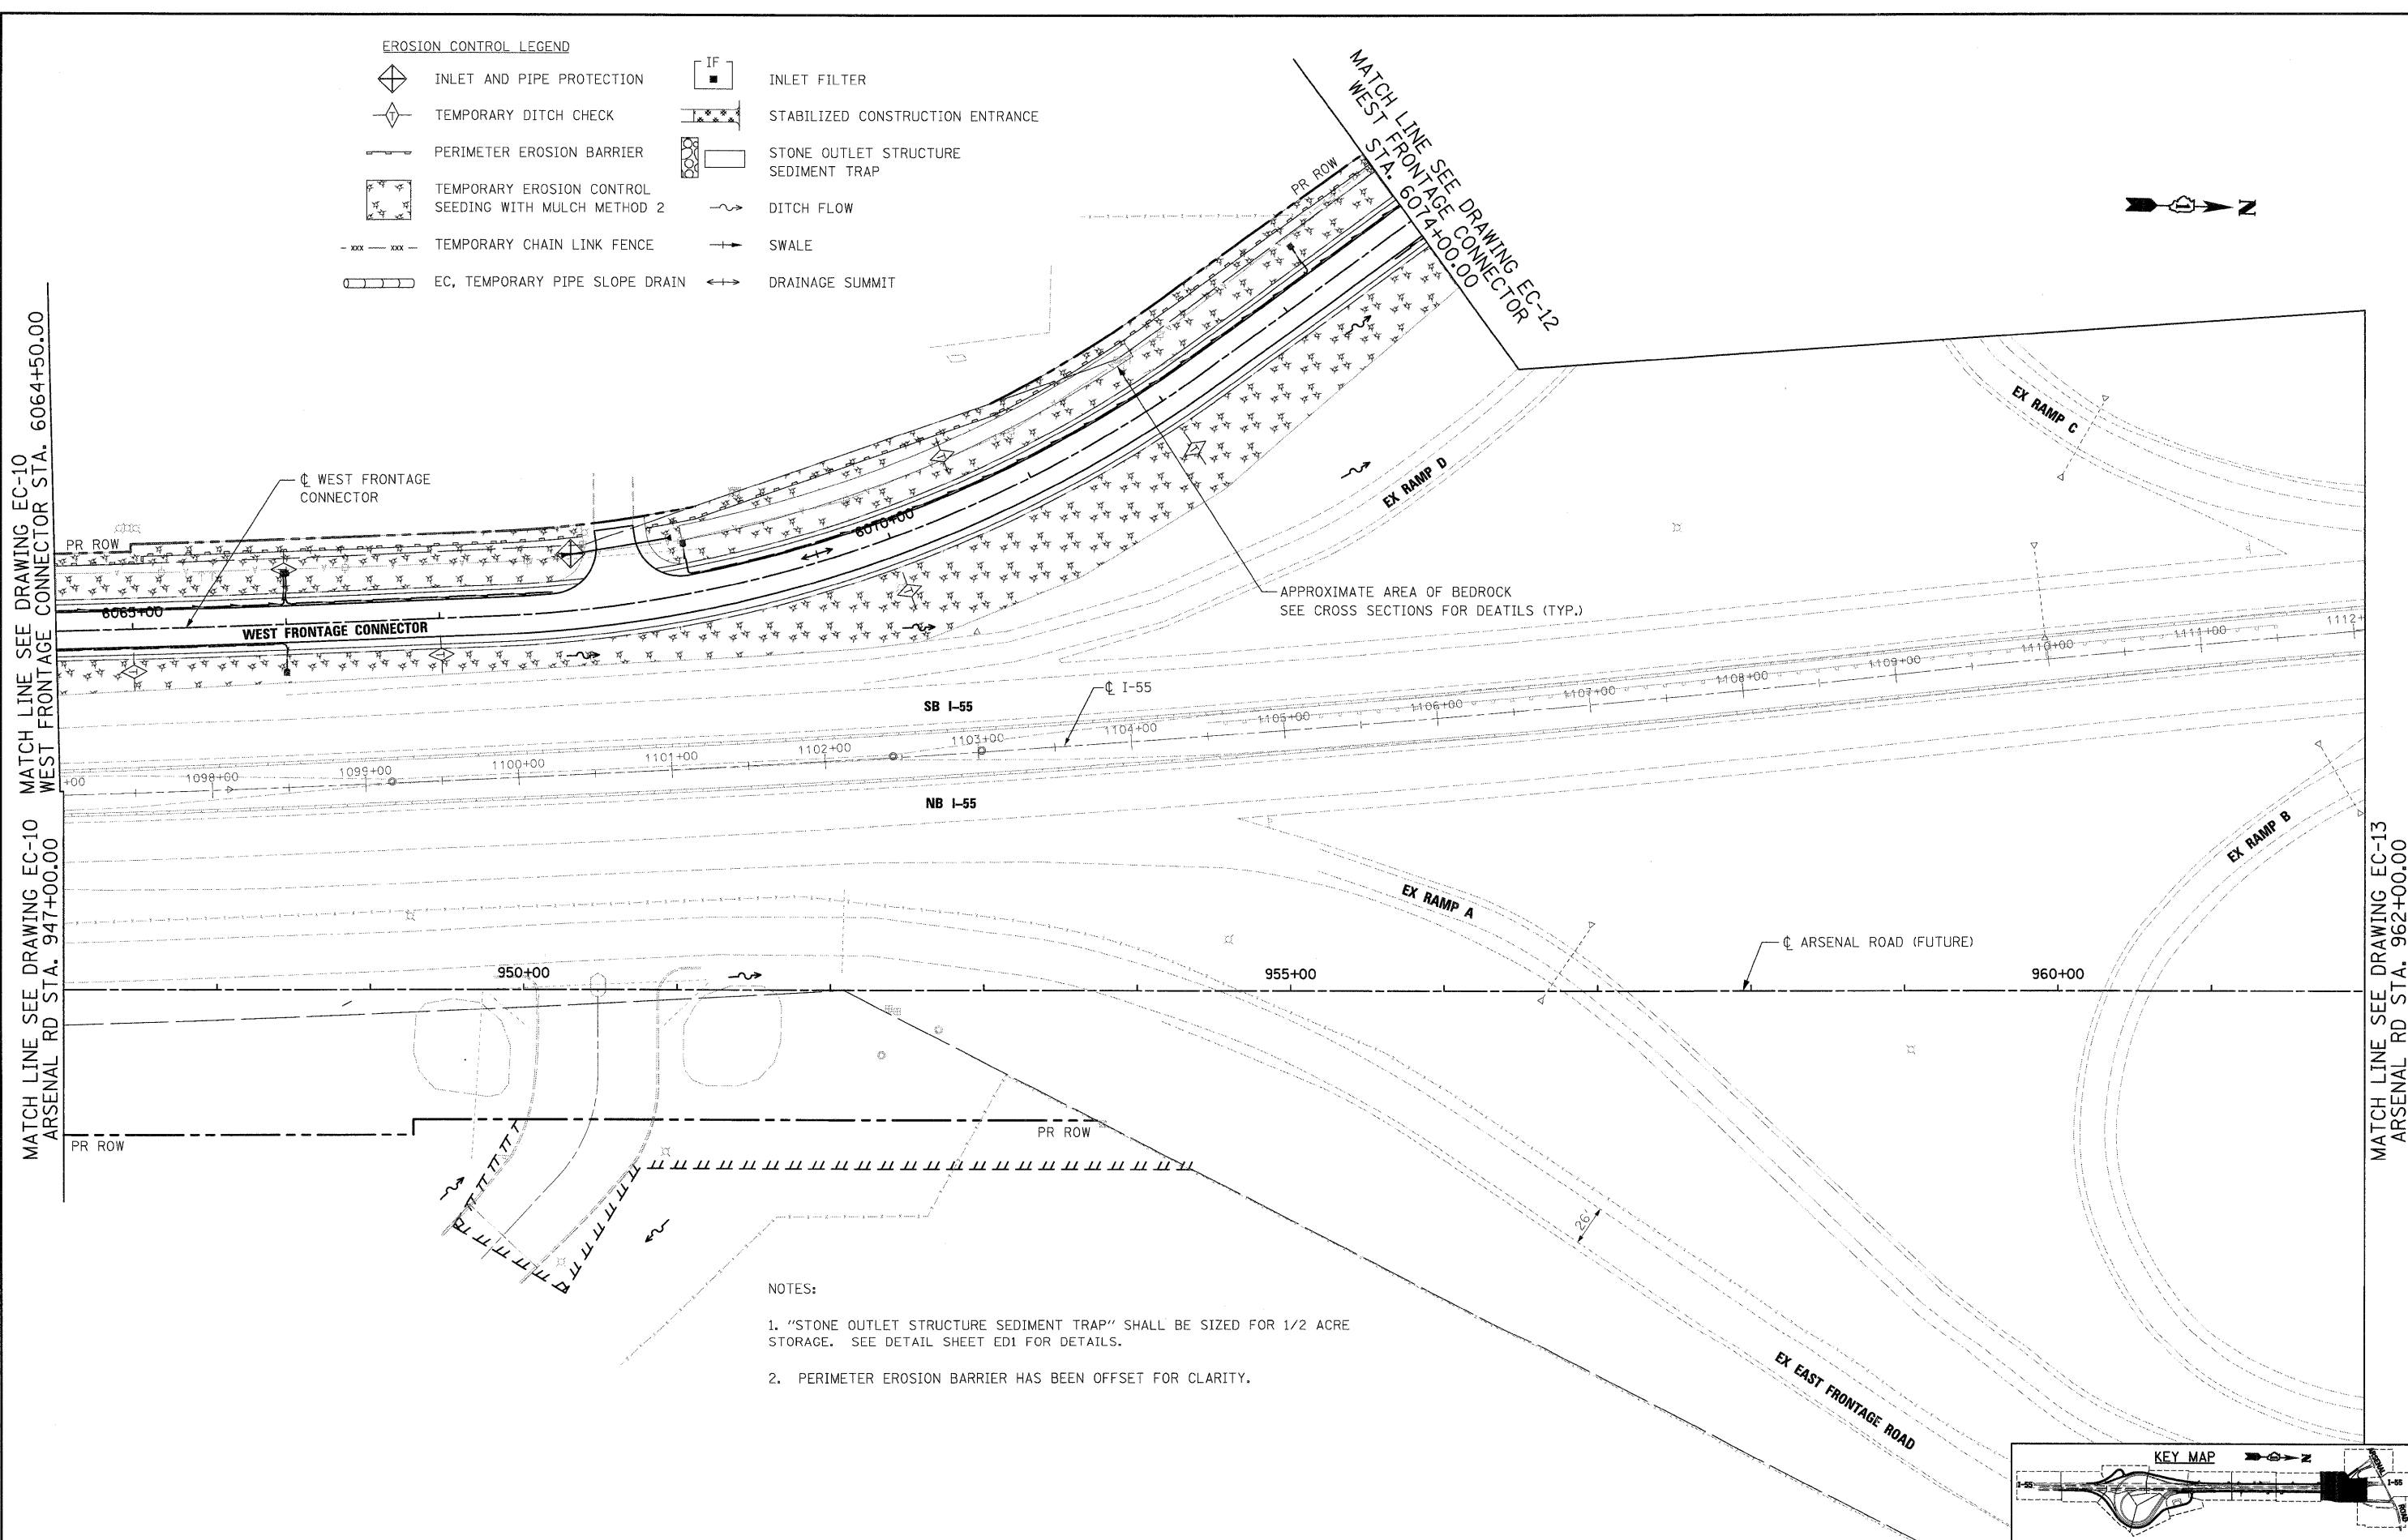 EROSION CONTROL LEGEND
INLET AND PIPE PROTECTION
TEMPORARY DITCH CHECK
PERIMETER EROSION BARRIER
TEMPORARY EROSION CONTROL
SEEDING WITH MULCH METHOD 2
- XXX — XXX -
TEMPORARY CHAIN LINK FENCE
EC, TEMPORARY PIPE SLOPE DRAIN
IF
INLET FILTER
STABILIZED CONSTRUCTION ENTRANCE
STONE OUTLET STRUCTURE
SEDIMENT TRAP
DITCH FLOW
SWALE
DRAINAGE SUMMIT
MATCH LINE SEE DRAWING EC-12
WEST FRONTAGE CONNECTOR
STA. 6074+00.00
PR ROW
N
MATCH LINE SEE DRAWING EC-10
WEST FRONTAGE CONNECTOR STA. 6064+50.00
℄ WEST FRONTAGE
CONNECTOR
PR ROW
6065+00
WEST FRONTAGE CONNECTOR
6070+00
EX RAMP C
EX RAMP D
APPROXIMATE AREA OF BEDROCK
SEE CROSS SECTIONS FOR DEATILS (TYP.)
℄ I-55
SB I-55
+00
1098+00
1099+00
1100+00
1101+00
1102+00
1103+00
1104+00
1105+00
1106+00
1107+00
1108+00
1109+00
1110+00
1111+00
1112+
NB I-55
MATCH LINE SEE DRAWING EC-10
ARSENAL RD STA. 947+00.00
EX RAMP A
EX RAMP B
℄ ARSENAL ROAD (FUTURE)
950+00
955+00
960+00
MATCH LINE SEE DRAWING EC-13
ARSENAL RD STA. 962+00.00
PR ROW
PR ROW
26'
EX EAST FRONTAGE ROAD
NOTES:
1. "STONE OUTLET STRUCTURE SEDIMENT TRAP" SHALL BE SIZED FOR 1/2 ACRE
STORAGE. SEE DETAIL SHEET ED1 FOR DETAILS.
2. PERIMETER EROSION BARRIER HAS BEEN OFFSET FOR CLARITY.
KEY MAP
N
I-55
I-55